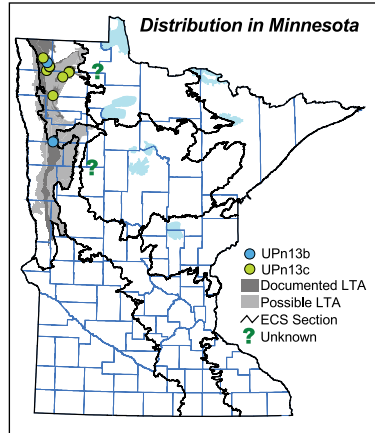 Distribution in Minnesota
?
?
UPn13b
UPn13c
Documented LTA
Possible LTA
ECS Section
? Unknown